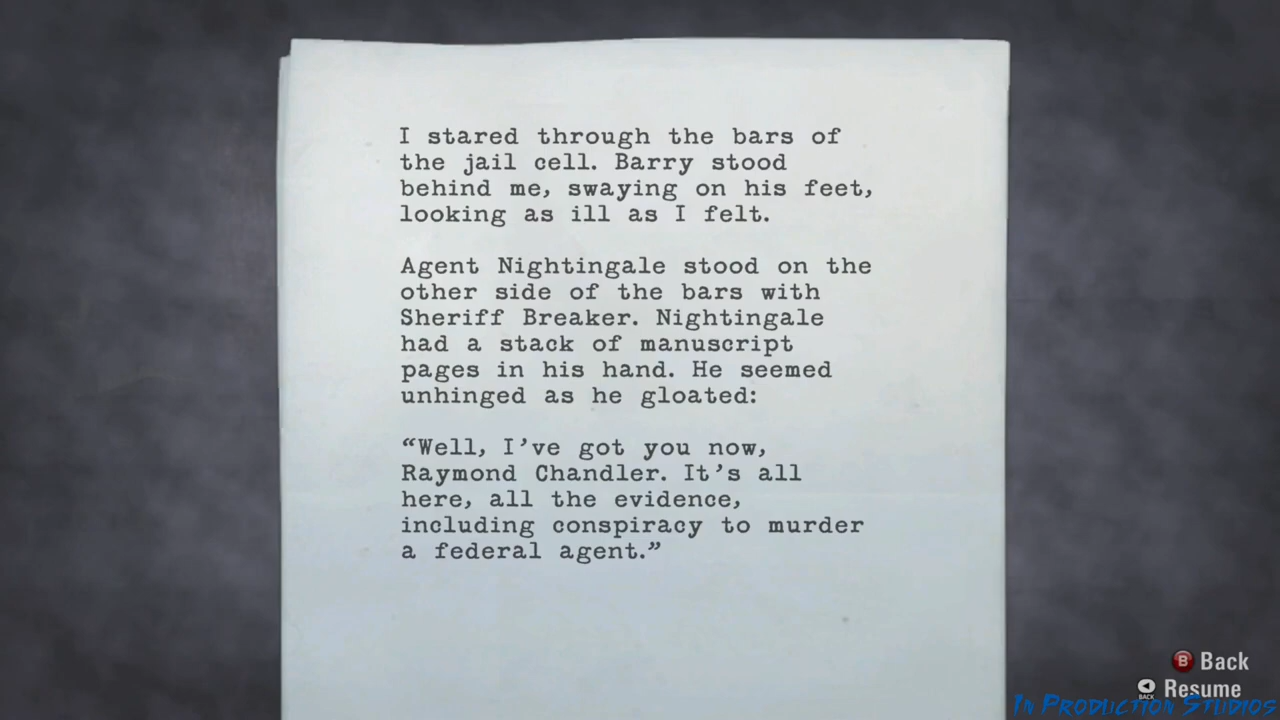 I stared through the bars of
the jail cell. Barry stood
behind me, swaying on his feet,
looking as ill as I felt.
Agent Nightingale stood on the
other side of the bars with
Sheriff Breaker. Nightingale
had a stack of manuscript
pages in his hand. He seemed
unhinged as he gloated:
“Well, I’ve got you now,
Raymond Chandler. It’s all
here, all the evidence,
including conspiracy to murder
a federal agent.”
B Back
BACK Resume
In Production Studios